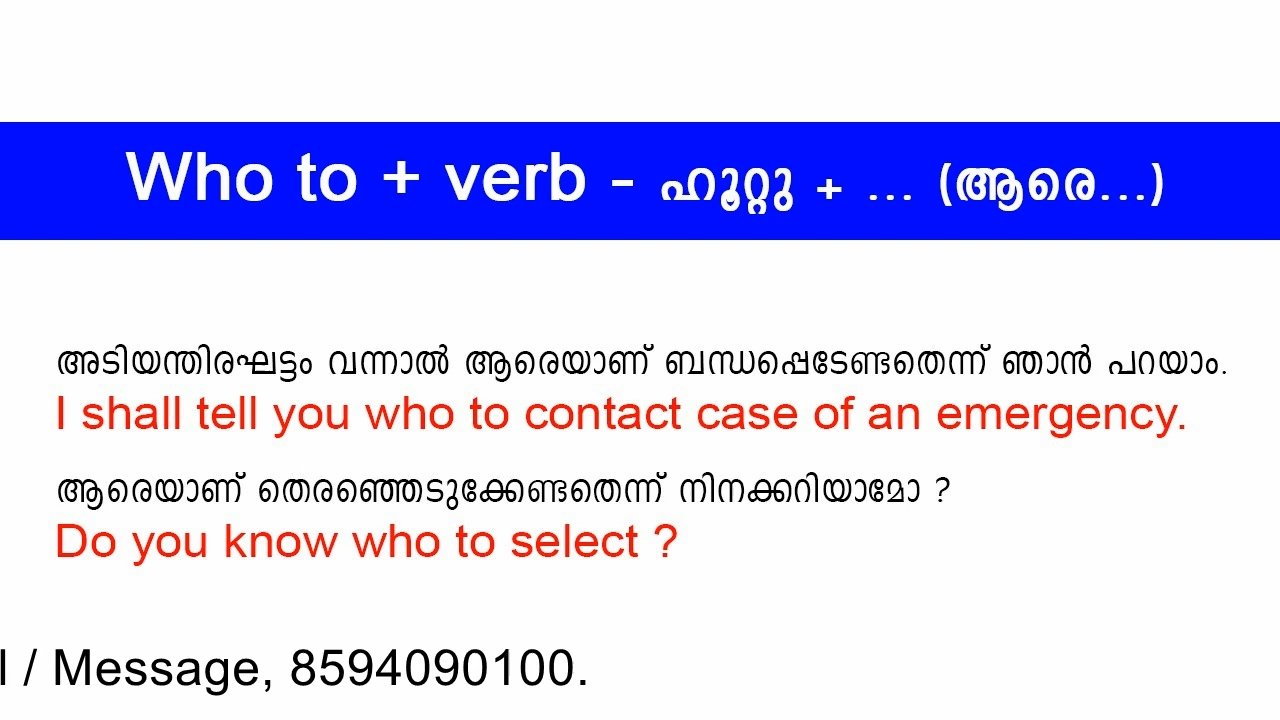 Who to + verb - ഹൂറ്റു + ... (ആരെ...)
അടിയന്തിരഘട്ടം വന്നാൽ ആരെയാണ് ബന്ധപ്പെടേണ്ടതെന്ന് ഞാൻ പറയാം.
I shall tell you who to contact case of an emergency.
ആരെയാണ് തെരഞ്ഞെടുക്കേണ്ടതെന്ന് നിനക്കറിയാമോ ?
Do you know who to select ?
l / Message, 8594090100.